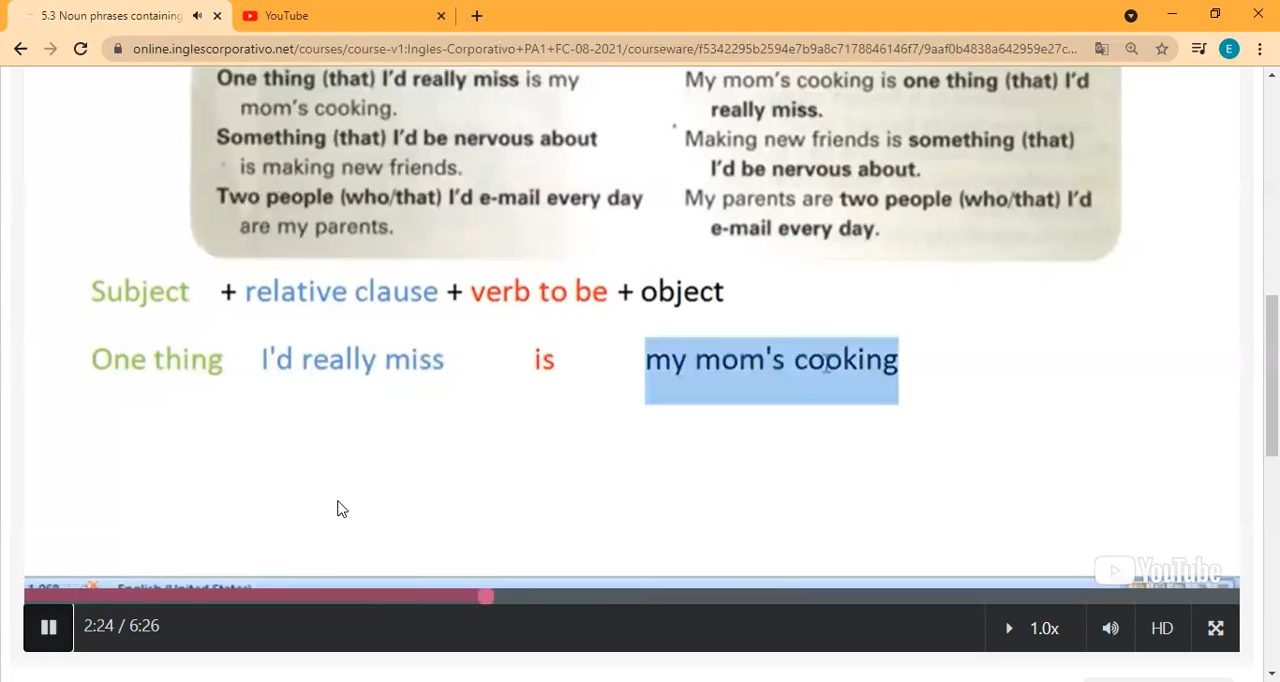 5.3 Noun phrases containing
YouTube
online.inglescorporativo.net/courses/course-v1:Ingles-Corporativo+PA1+FC-08-2021/courseware/f5342295b2594e7b9a8c7178846146f7/9aaf0b4838a642959e27c...
E
One thing (that) I'd really miss is my
mom's cooking.
Something (that) I'd be nervous about
is making new friends.
Two people (who/that) I'd e-mail every day
are my parents.
My mom's cooking is one thing (that) I'd
really miss.
Making new friends is something (that)
I'd be nervous about.
My parents are two people (who/that) I'd
e-mail every day.
Subject + relative clause + verb to be + object
One thing I'd really miss is my mom's cooking
English (United States)
YouTube
2:24 / 6:26
1.0x
HD